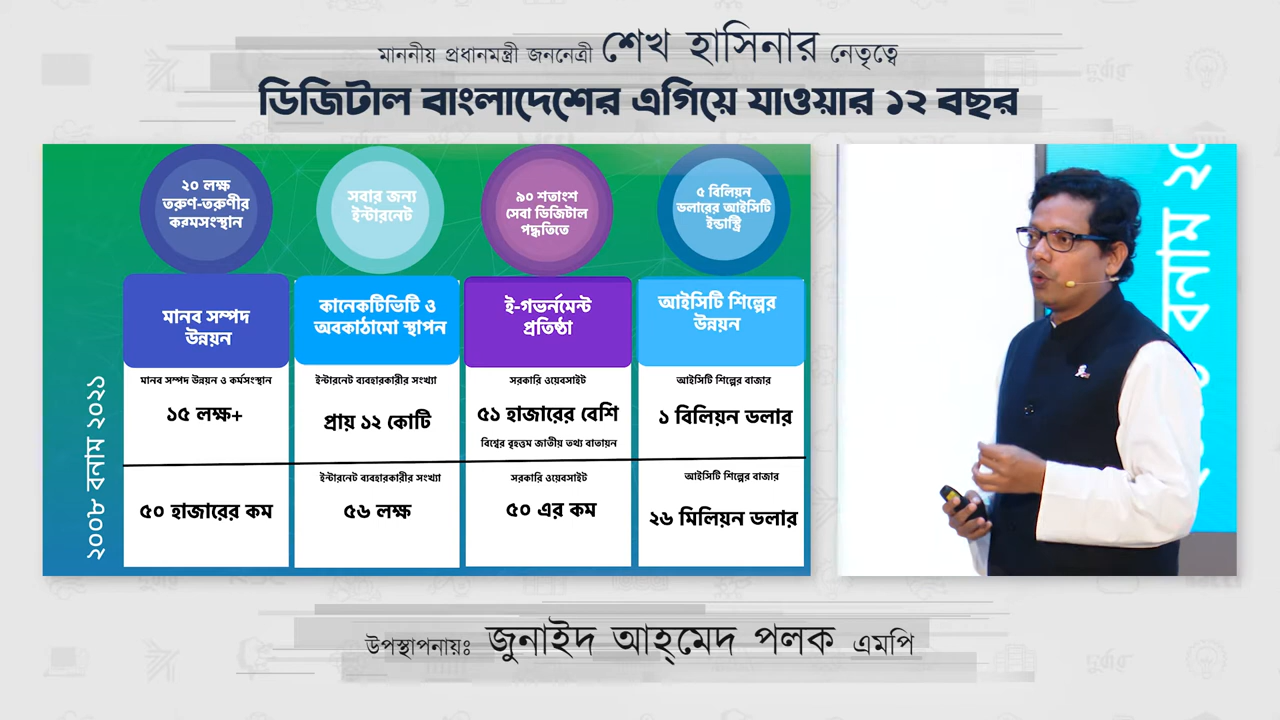 মাননীয় প্রধানমন্ত্রী জননেত্রী শেখ হাসিনার নেতৃত্বে
ডিজিটাল বাংলাদেশের এগিয়ে যাওয়ার ১২ বছর
২০ লক্ষ
তরুণ-তরুণীর
করমসংস্থান
সবার জন্য
ইন্টারনেট
৯০ শতাংশ
সেবা ডিজিটাল
পদ্ধতিতে
৫ বিলিয়ন
ডলারের আইসিটি
ইন্ডাস্ট্রি
মানব সম্পদ
উন্নয়ন
কানেকটিভিটি ও
অবকাঠামো স্থাপন
ই-গভর্নমেন্ট
প্রতিষ্ঠা
আইসিটি শিল্পের
উন্নয়ন
২০০৮ বনাম ২০২১
মানব সম্পদ উন্নয়ন ও কর্মসংস্থান
১৫ লক্ষ+
ইন্টারনেট ব্যবহারকারীর সংখ্যা
প্রায় ১২ কোটি
সরকারি ওয়েবসাইট
৫১ হাজারের বেশি
বিশ্বের বৃহত্তম জাতীয় তথ্য বাতায়ন
আইসিটি শিল্পের বাজার
১ বিলিয়ন ডলার
৫০ হাজারের কম
ইন্টারনেট ব্যবহারকারীর সংখ্যা
৫৬ লক্ষ
সরকারি ওয়েবসাইট
৫০ এর কম
আইসিটি শিল্পের বাজার
২৬ মিলিয়ন ডলার
বনাম
উপস্থাপনায়ঃ জুনাইদ আহ্‌মেদ পলক এমপি